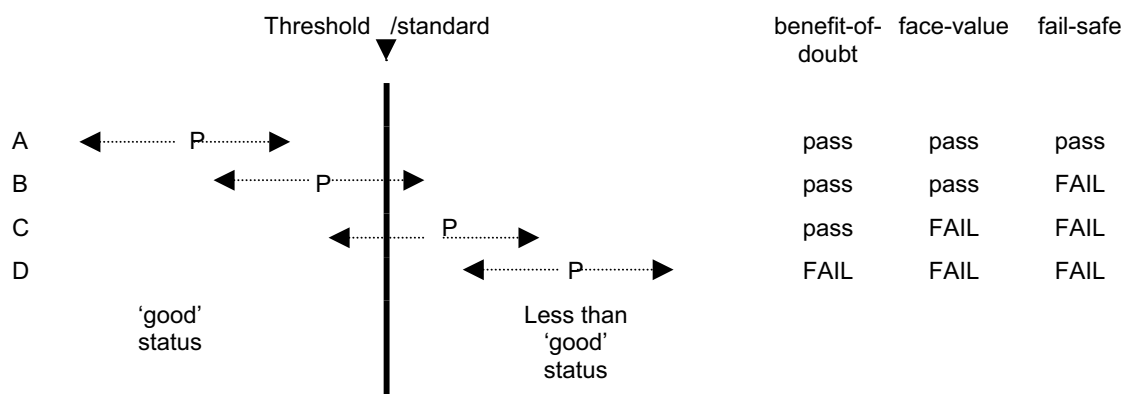 Threshold /standard benefit-of- face-value fail-safe
doubt
A P pass pass pass
B P pass pass FAIL
C P pass FAIL FAIL
D P FAIL FAIL FAIL
‘good’ Less than
status ‘good’
status